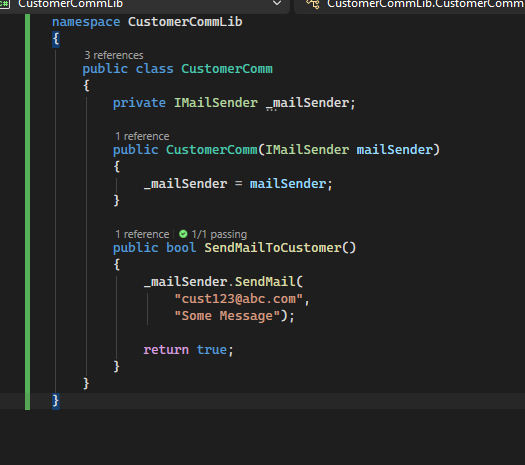 CustomerCommLib
CustomerCommLib.CustomerComm
namespace CustomerCommLib
{
3 references
public class CustomerComm
{
private IMailSender _mailSender;
1 reference
public CustomerComm(IMailSender mailSender)
{
_mailSender = mailSender;
}
1 reference | 1/1 passing
public bool SendMailToCustomer()
{
_mailSender.SendMail(
"cust123@abc.com",
"Some Message");
return true;
}
}
}